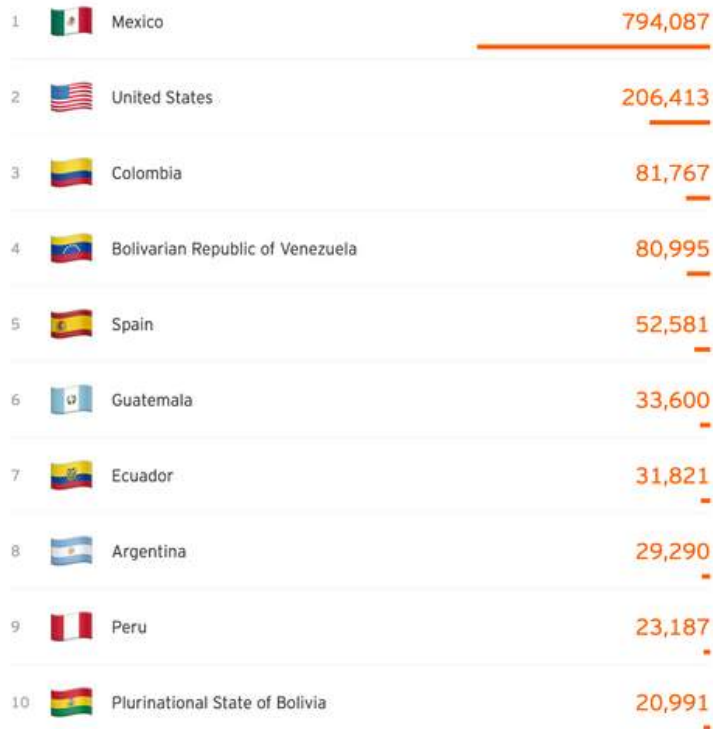 1 Mexico 794,087
2 United States 206,413
3 Colombia 81,767
4 Bolivarian Republic of Venezuela 80,995
5 Spain 52,581
6 Guatemala 33,600
7 Ecuador 31,821
8 Argentina 29,290
9 Peru 23,187
10 Plurinational State of Bolivia 20,991